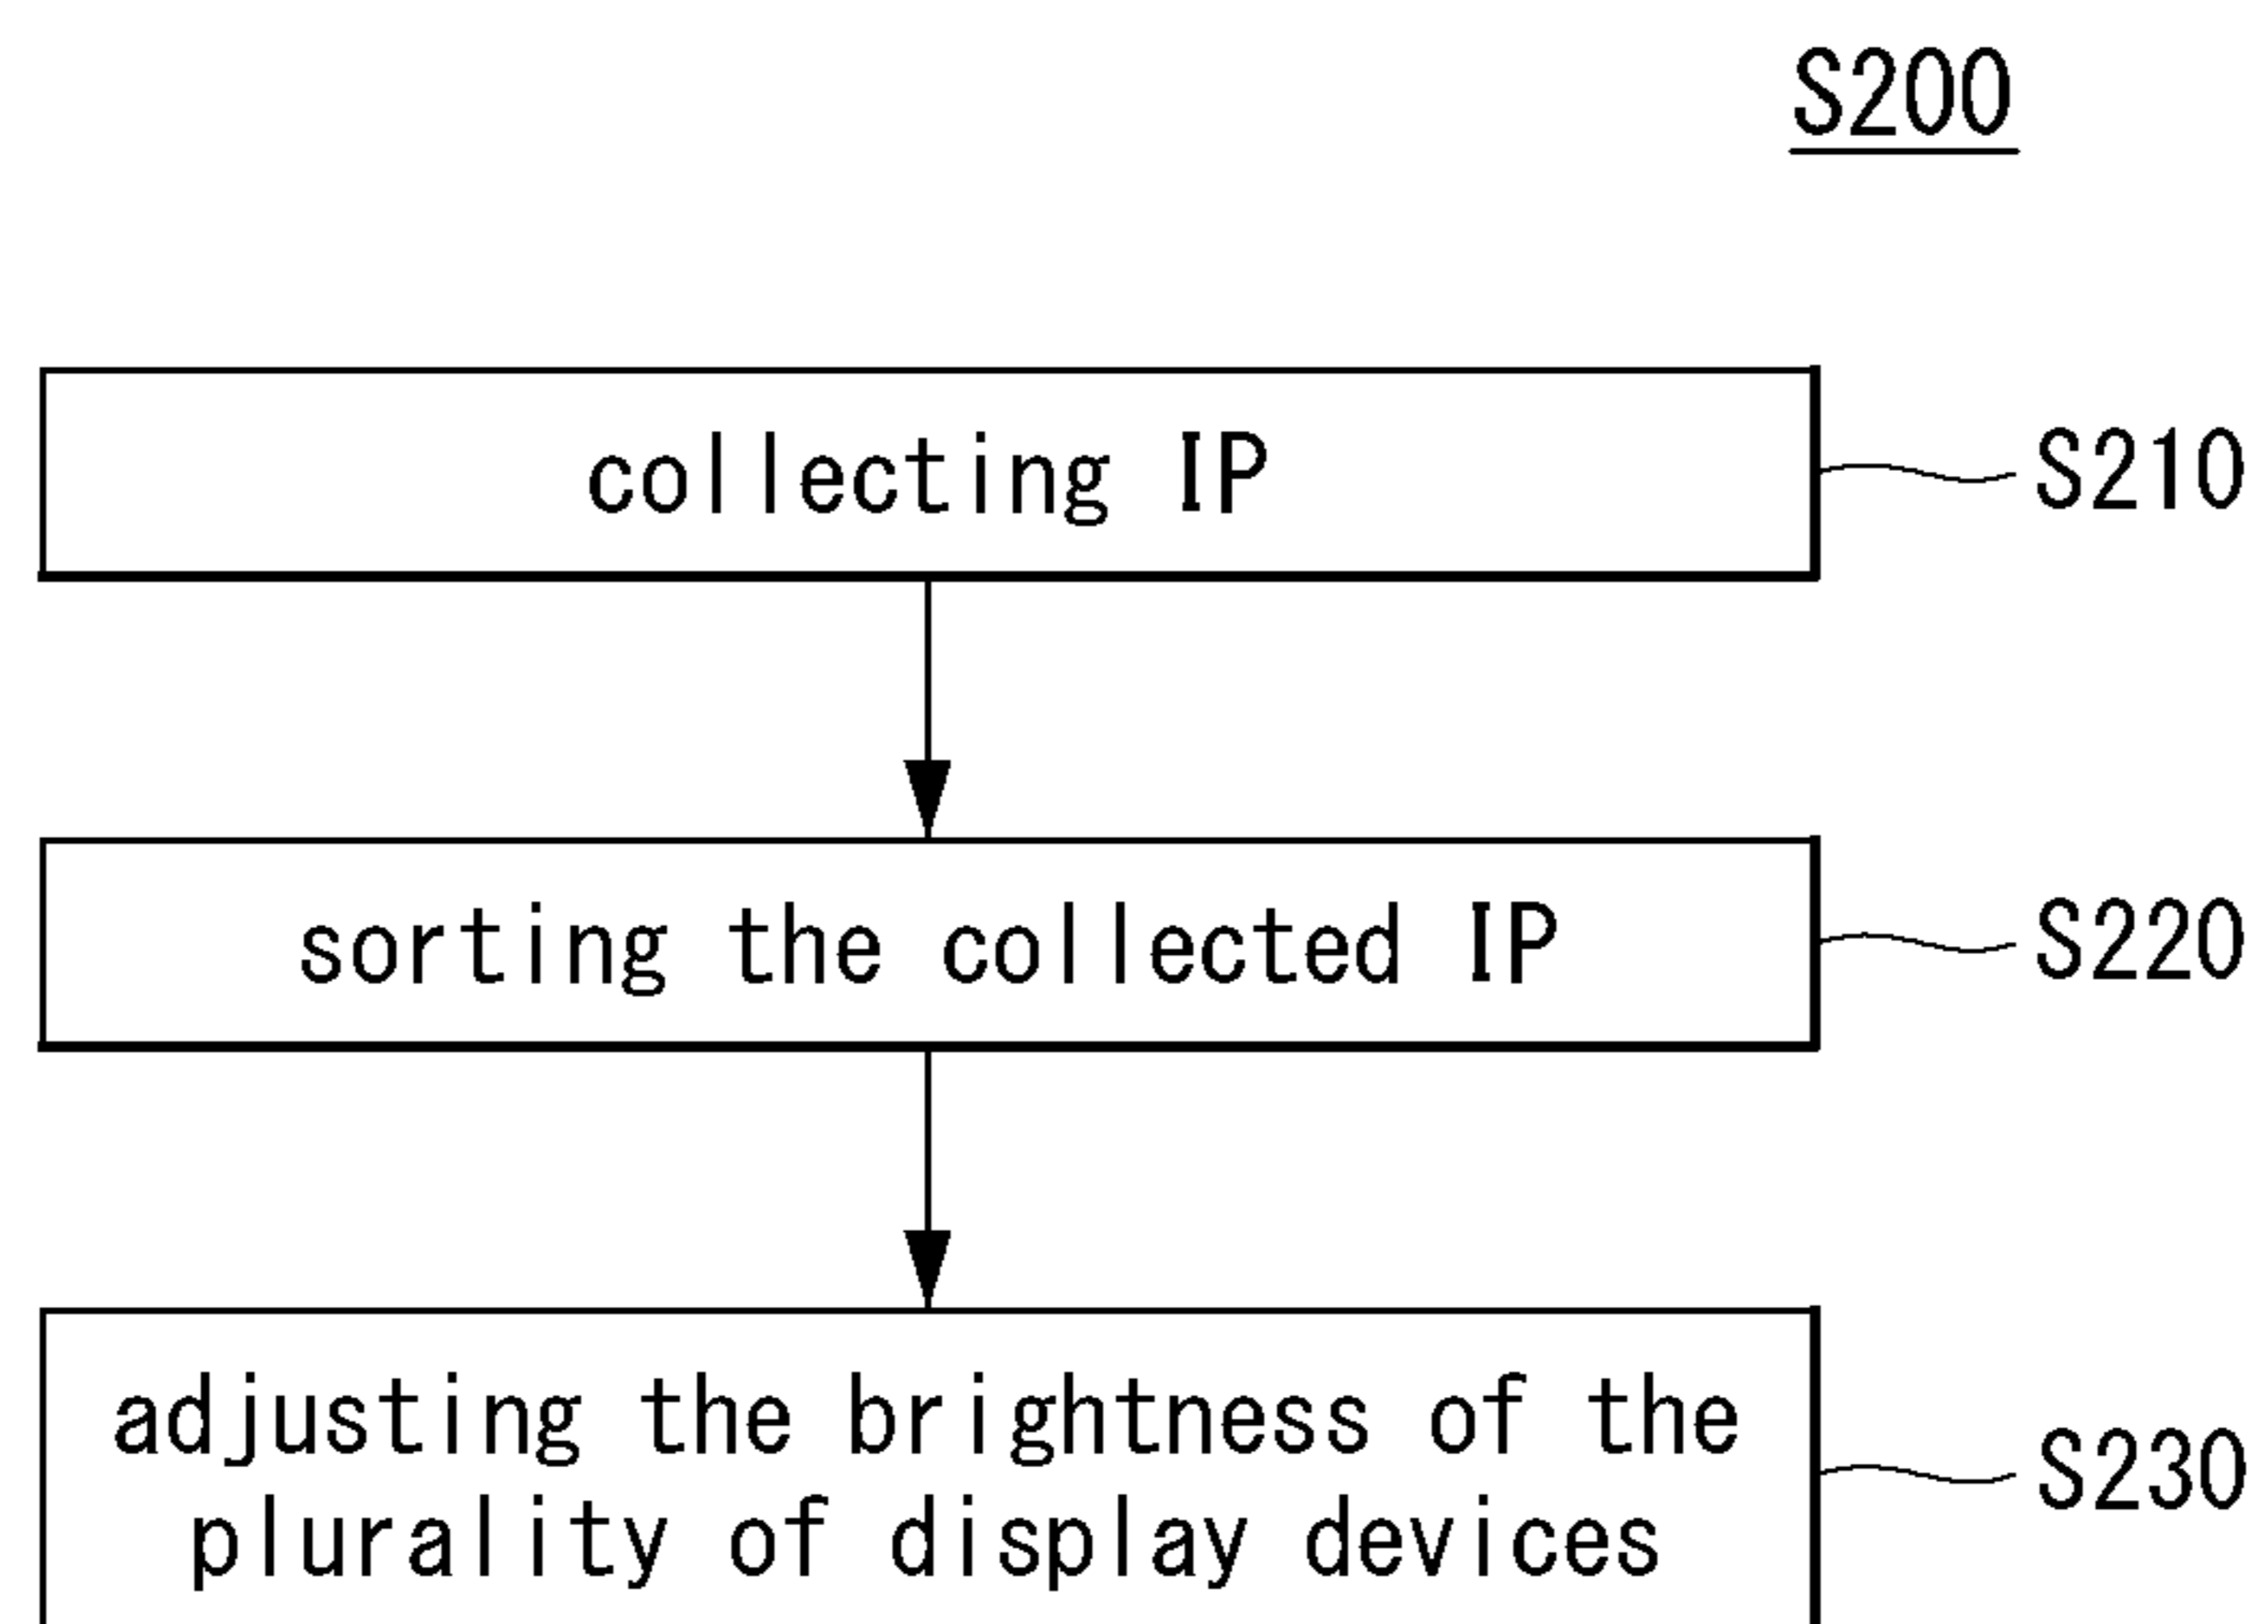 S200
collecting IP
S210
sorting the collected IP
S220
adjusting the brightness of the
plurality of display devices
S230